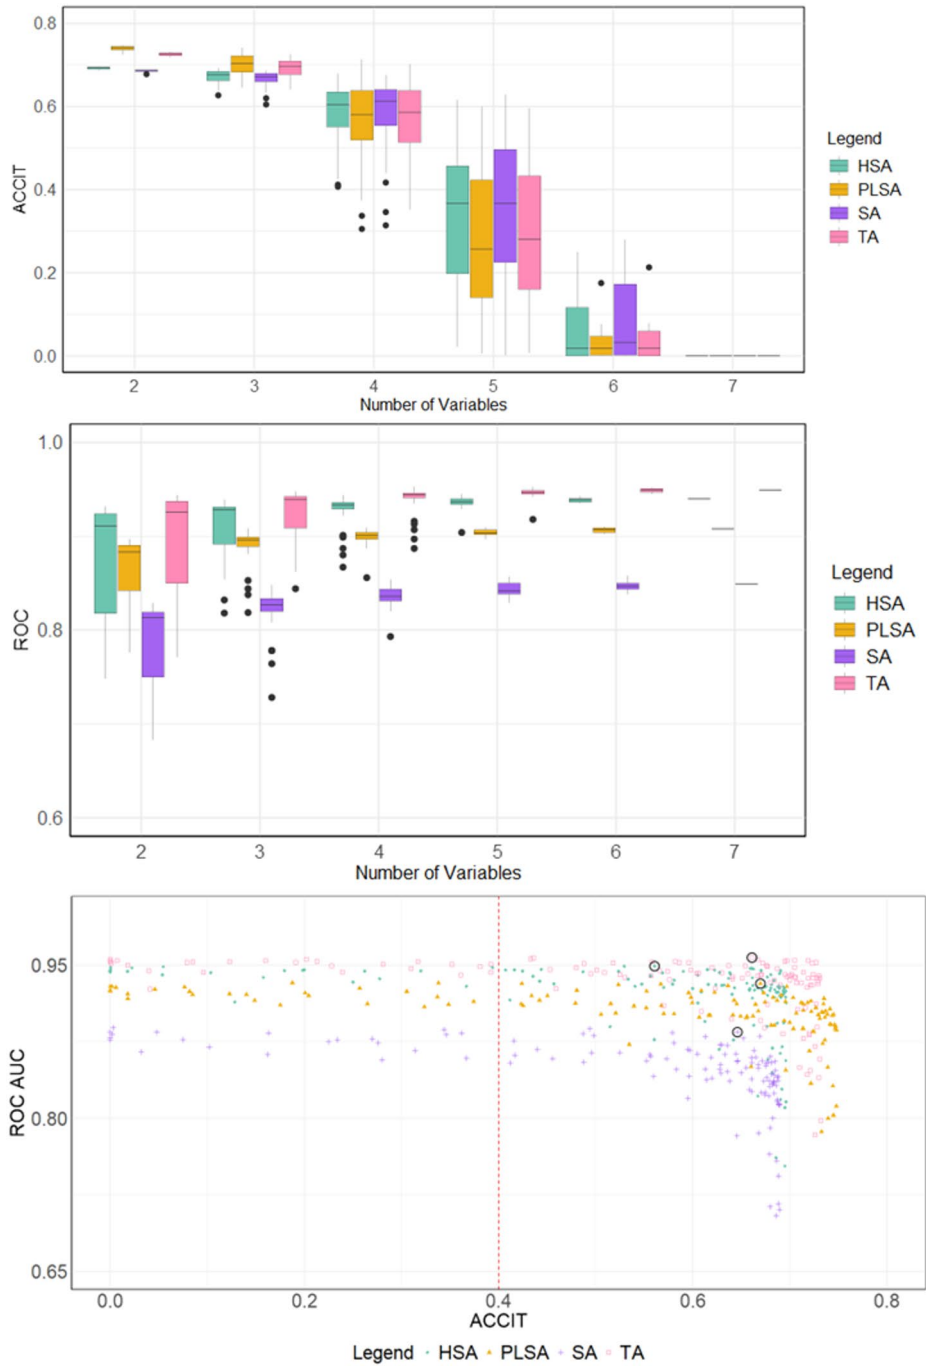 0.8
0.6
0.4
0.2
0.0
ACCIT
2 3 4 5 6 7
Number of Variables
Legend
HSA
PLSA
SA
TA
1.0
0.8
0.6
ROC
2 3 4 5 6 7
Number of Variables
Legend
HSA
PLSA
SA
TA
0.95
0.80
0.65
ROC AUC
0.0 0.2 0.4 0.6 0.8
ACCIT
Legend HSA PLSA SA TA